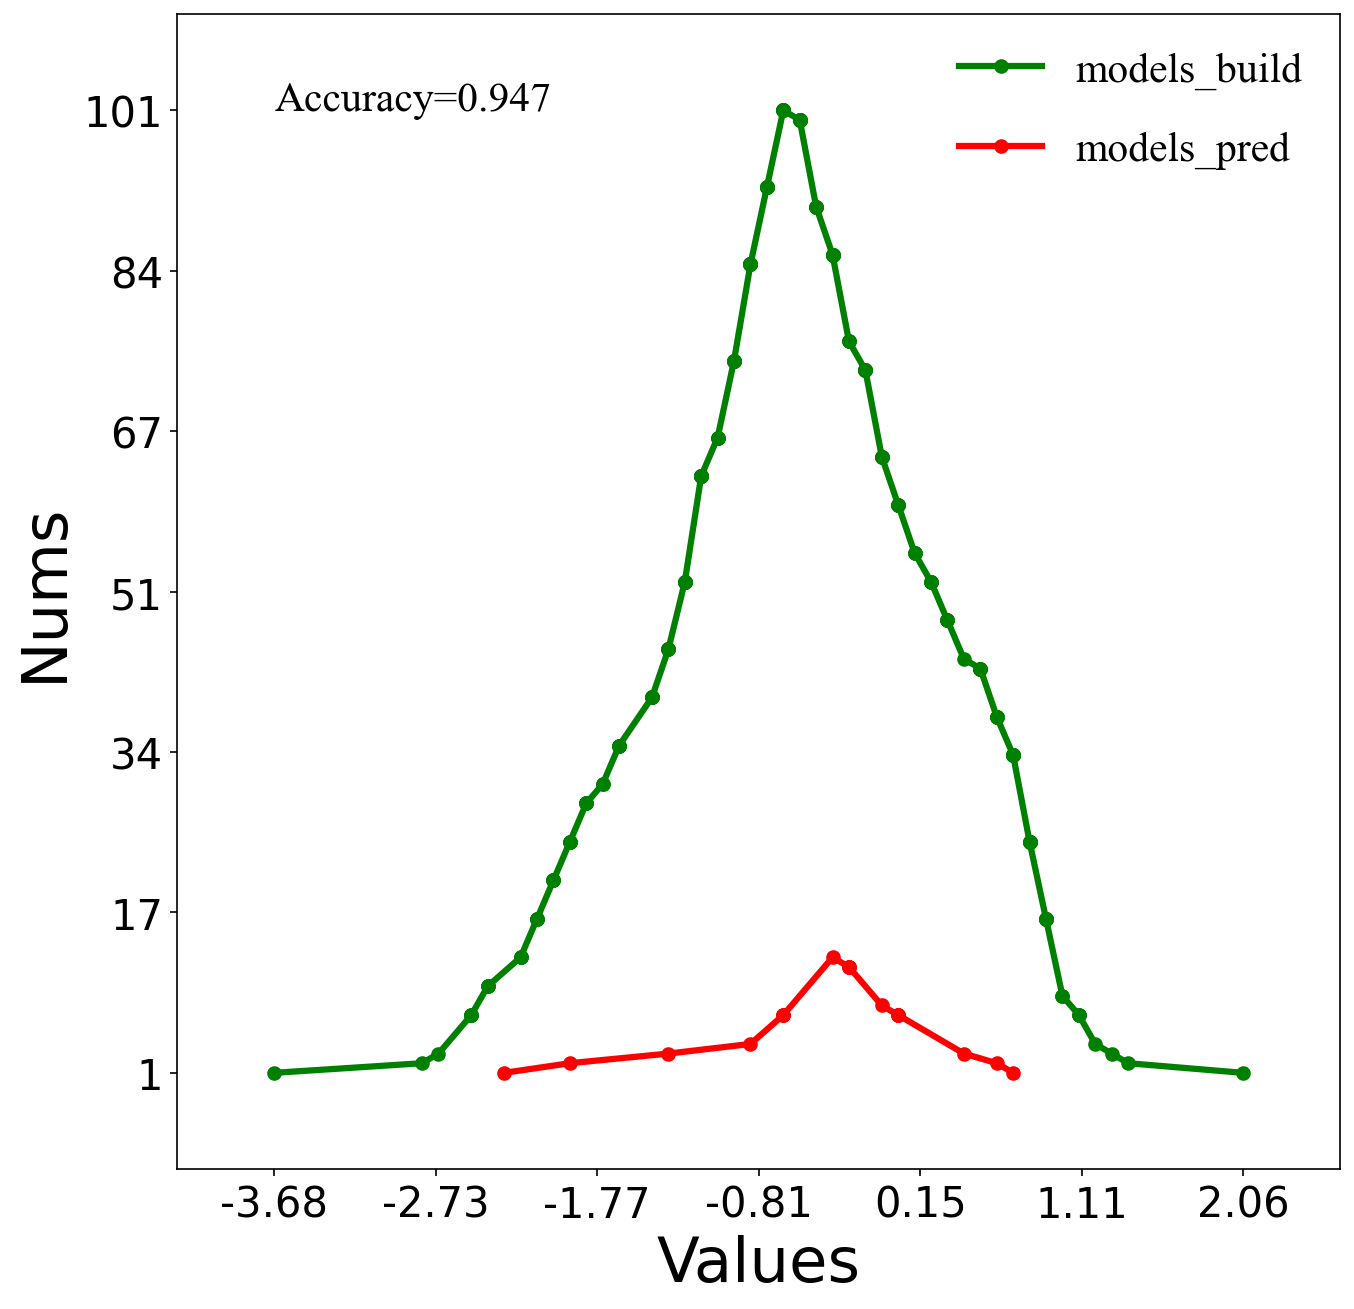 Accuracy=0.947
models_build
models_pred
101
84
67
51
34
17
1
Nums
-3.68 -2.73 -1.77 -0.81 0.15 1.11 2.06
Values